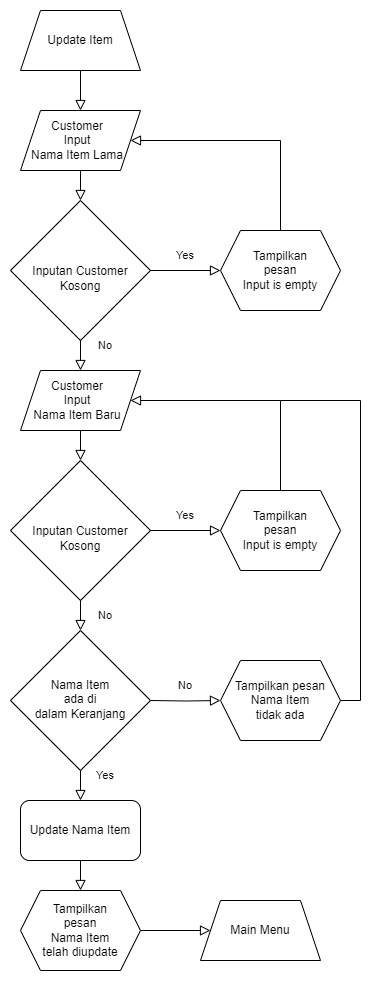 Update Item
Customer
Input
Nama Item Lama
Inputan Customer
Kosong
Yes
Tampilkan
pesan
Input is empty
No
Customer
Input
Nama Item Baru
Inputan Customer
Kosong
Yes
Tampilkan
pesan
Input is empty
No
Nama Item
ada di
dalam Keranjang
No
Tampilkan pesan
Nama Item
tidak ada
Yes
Update Nama Item
Tampilkan
pesan
Nama Item
telah diupdate
Main Menu